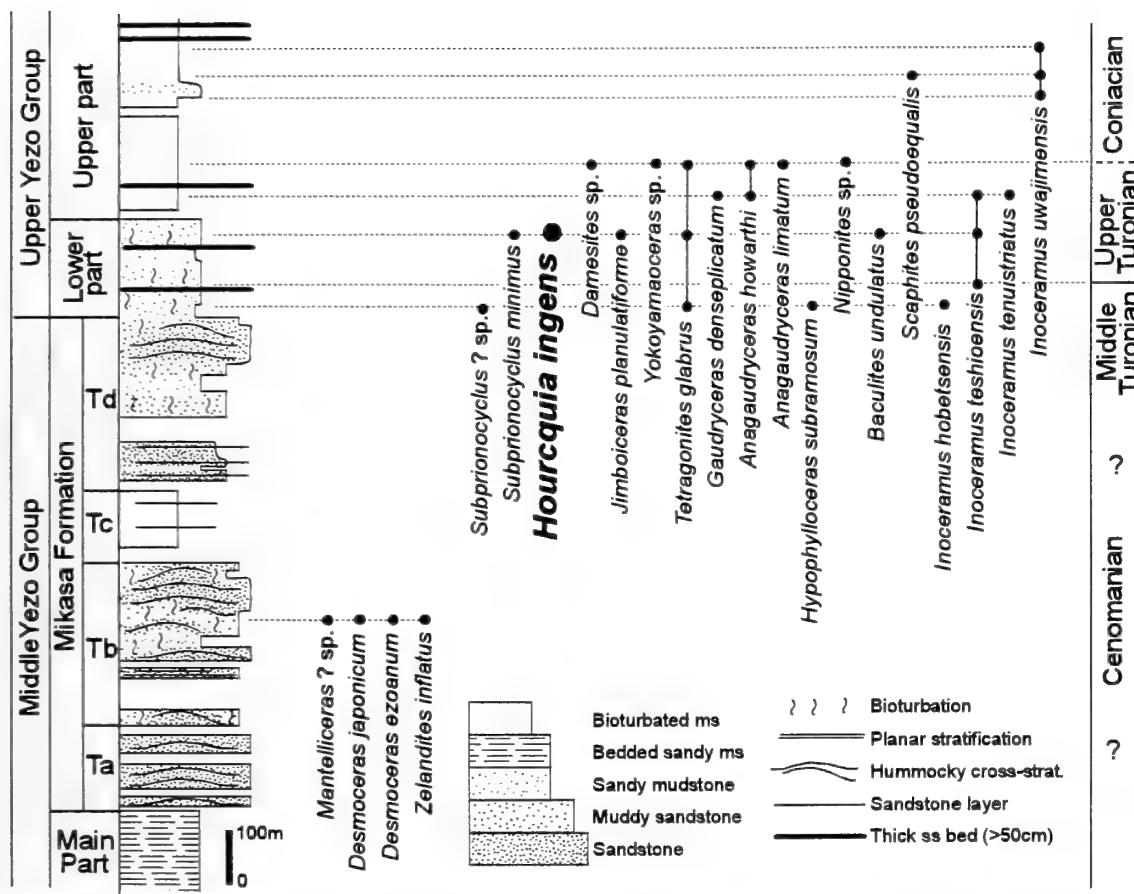 Upper Yezo Group
Middle Yezo Group
Upper part
Lower
part
Mikasa Formation
Td
Tc
Tb
Ta
Main
Part
100m
0
Mantelliceras ? sp.
Desmoceras japonicum
Desmoceras ezoanum
Zelandites inflatus
Subprionocyclus ? sp.
Subprionocyclus minimus
Hourcquia ingens
Damesites sp.
Jimboiceras planulatiforme
Yokoyamaoceras sp.
Tetragonites glabrus
Gaudryceras denseplicatum
Anagaudryceras howarthi
Anagaudryceras limatum
Hypophylloceras subramosum
Nipponites sp.
Baculites undulatus
Scaphites pseudoequalis
Inoceramus hobetsensis
Inoceramus teshioensis
Inoceramus tenuistriatus
Inoceramus uwajimensis
Coniacian
Upper
Turonian
Middle
Turonian
?
Cenomanian
?
Bioturbated ms
Bedded sandy ms
Sandy mudstone
Muddy sandstone
Sandstone
Bioturbation
Planar stratification
Hummocky cross-strat.
Sandstone layer
Thick ss bed (>50cm)